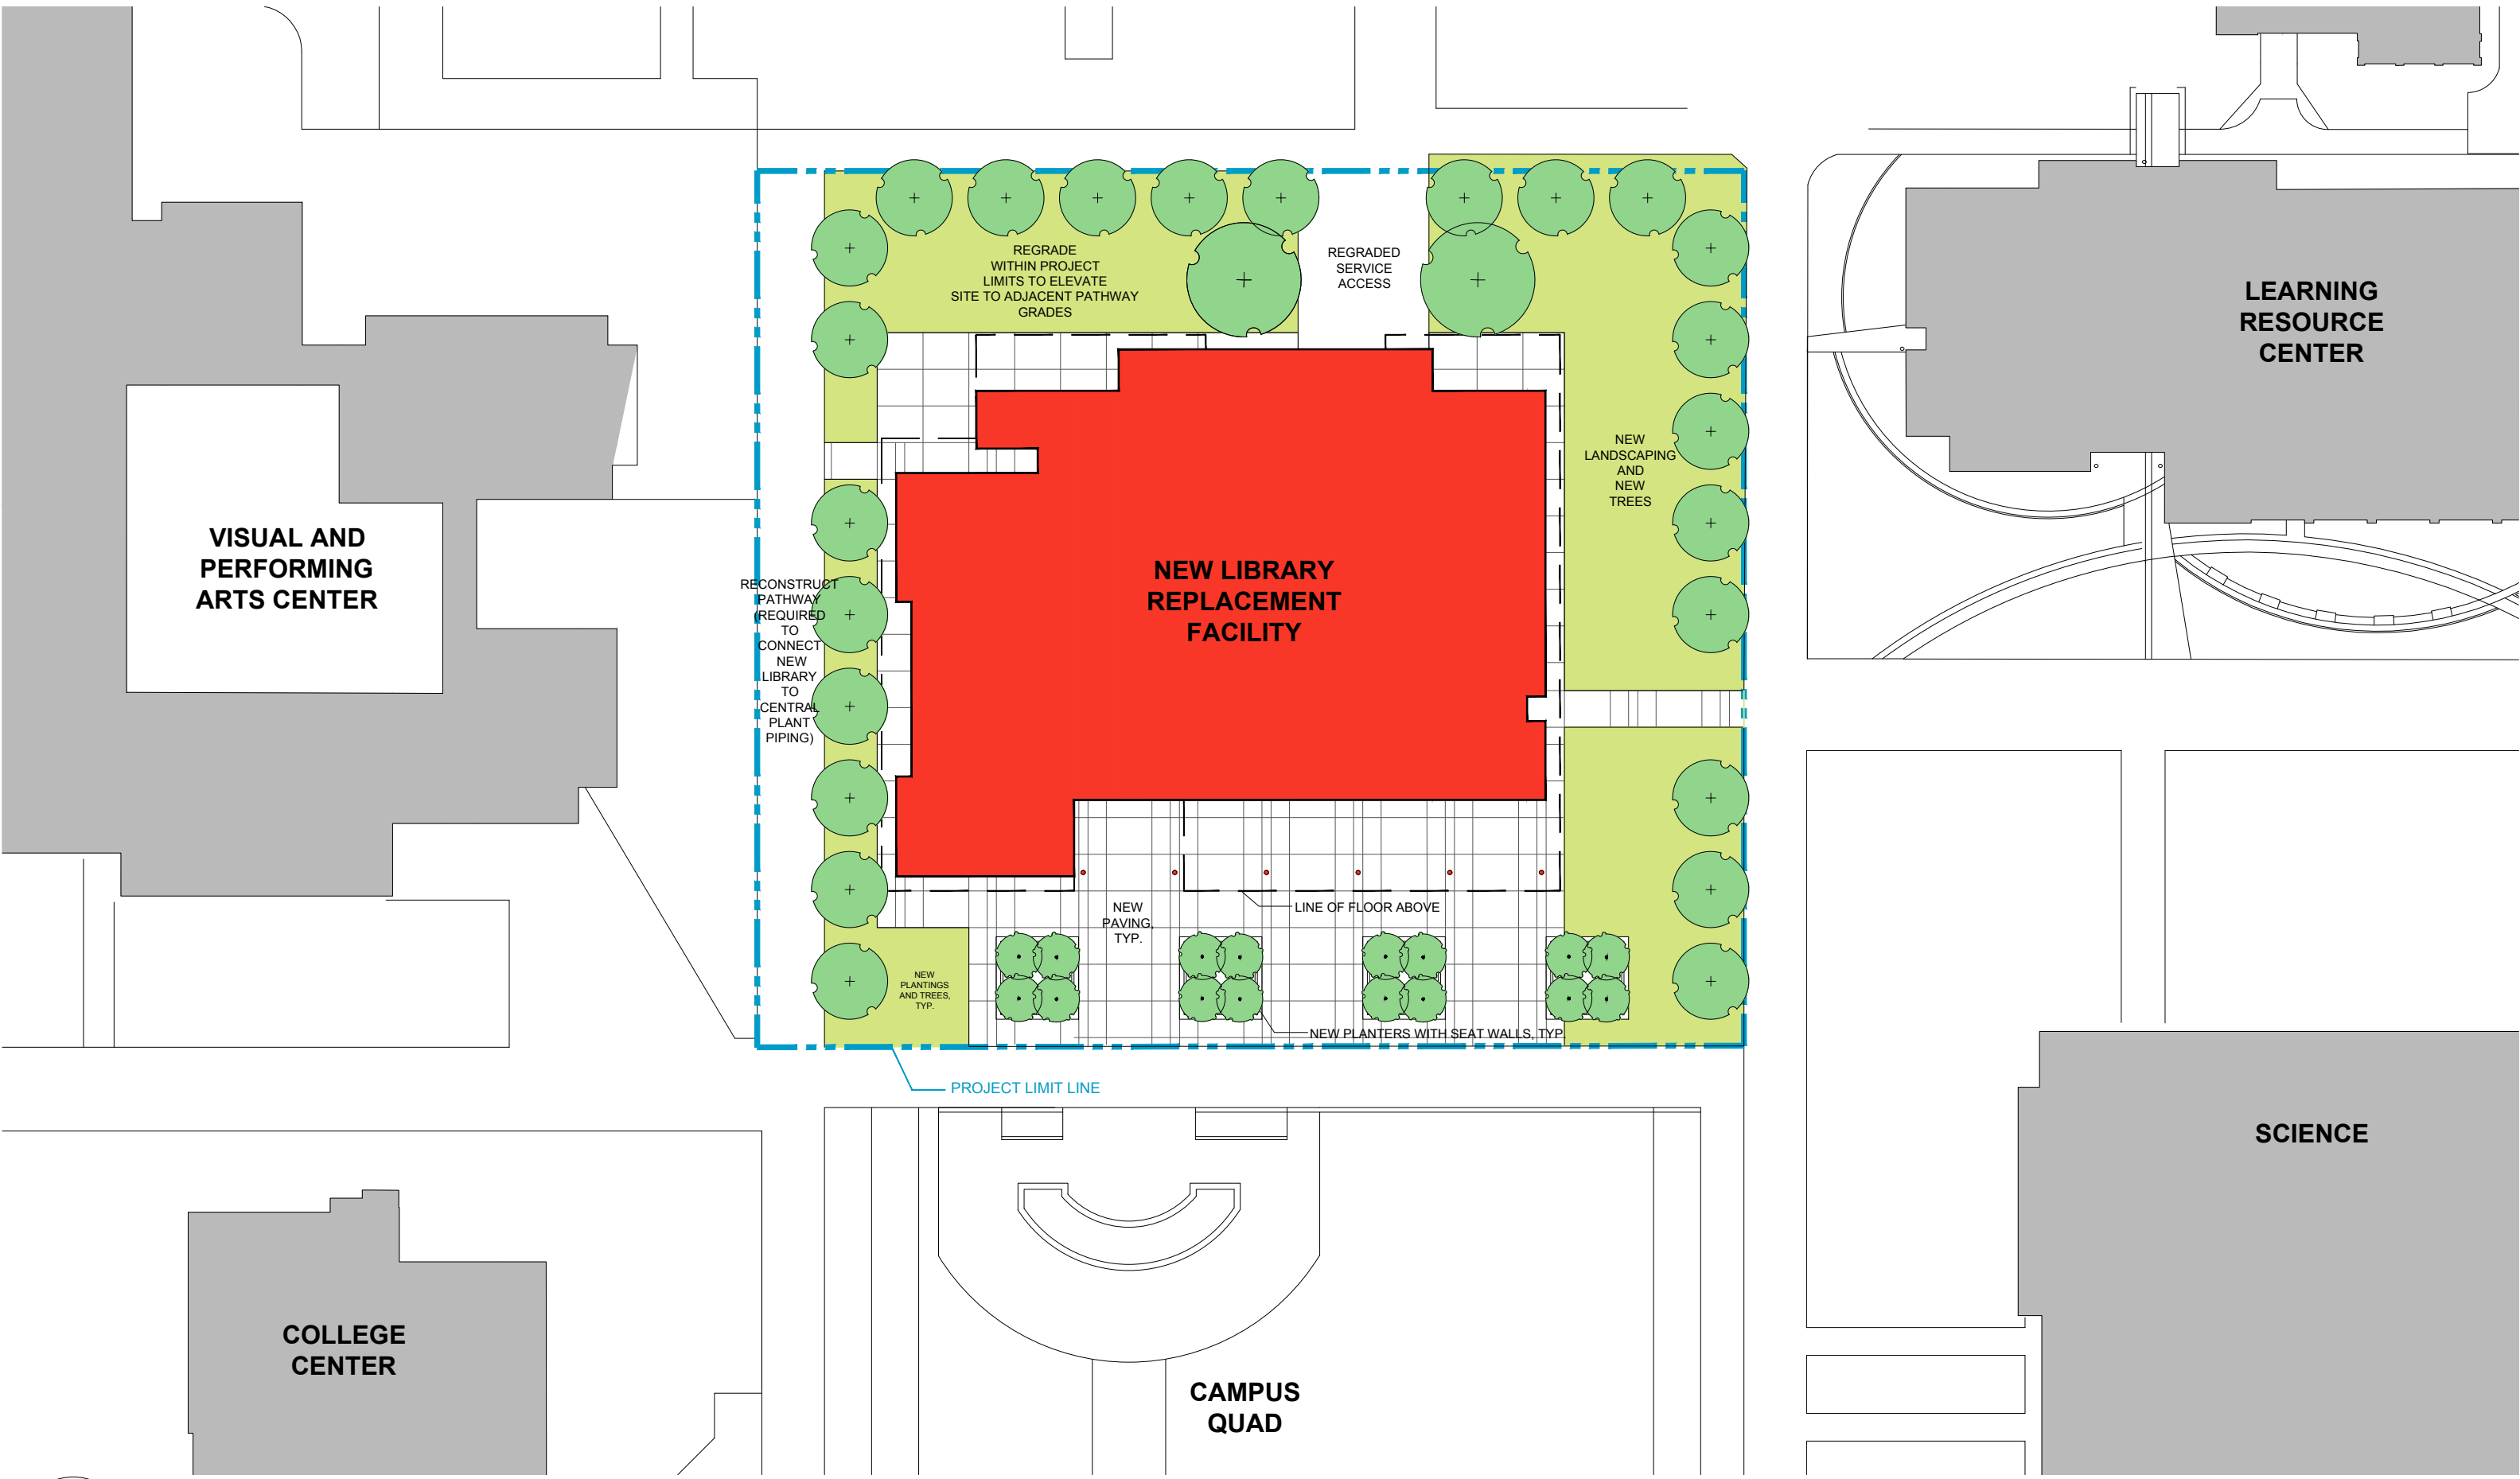 REGRADE
WITHIN PROJECT
LIMITS TO ELEVATE
SITE TO ADJACENT PATHWAY
GRADES
REGRADED
SERVICE
ACCESS
LEARNING
RESOURCE
CENTER
NEW
LANDSCAPING
AND
NEW
TREES
VISUAL AND
PERFORMING
ARTS CENTER
RECONSTRUCT
PATHWAY
(REQUIRED
TO
CONNECT
NEW
LIBRARY
TO
CENTRAL
PLANT
PIPING)
NEW LIBRARY
REPLACEMENT
FACILITY
NEW
PAVING,
TYP.
LINE OF FLOOR ABOVE
NEW
PLANTINGS
AND TREES,
TYP.
NEW PLANTERS WITH SEAT WALLS, TYP.
PROJECT LIMIT LINE
SCIENCE
COLLEGE
CENTER
CAMPUS
QUAD